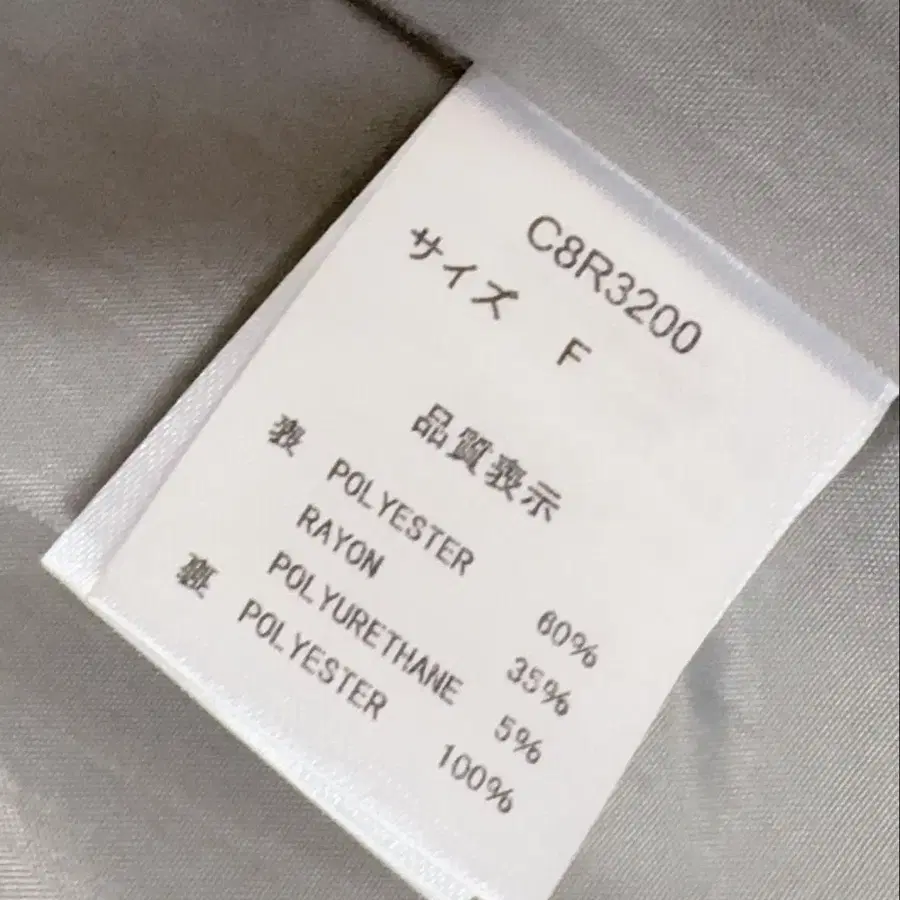 C8R3200
サイズ F
品質表示
表 POLYESTER 60%
RAYON 35%
POLYURETHANE 5%
裏 POLYESTER 100%